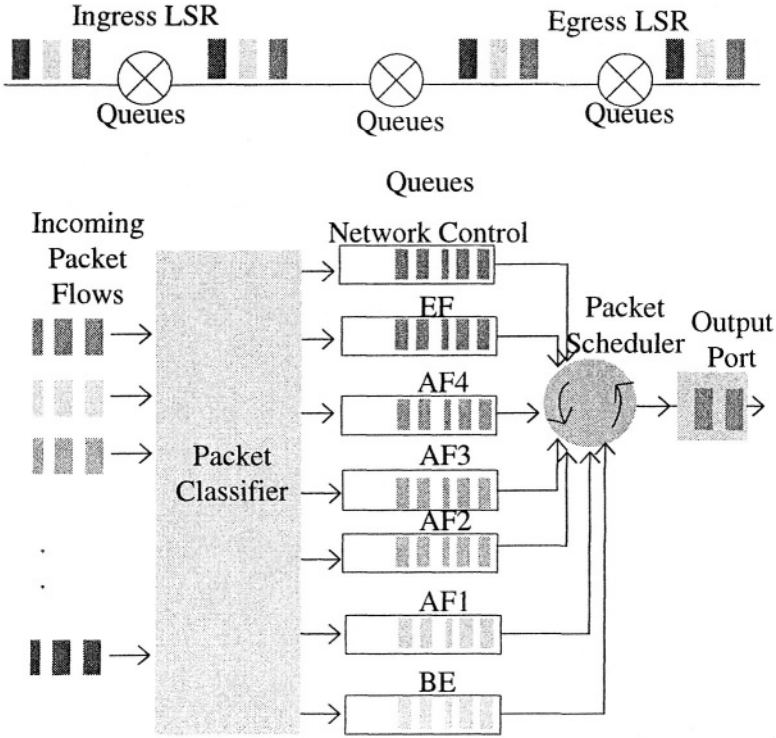 Ingress LSR
Egress LSR
Queues
Queues
Queues
Queues
Incoming
Packet
Flows
Network Control
EF
AF4
AF3
AF2
AF1
BE
Packet
Classifier
Packet
Scheduler
Output
Port